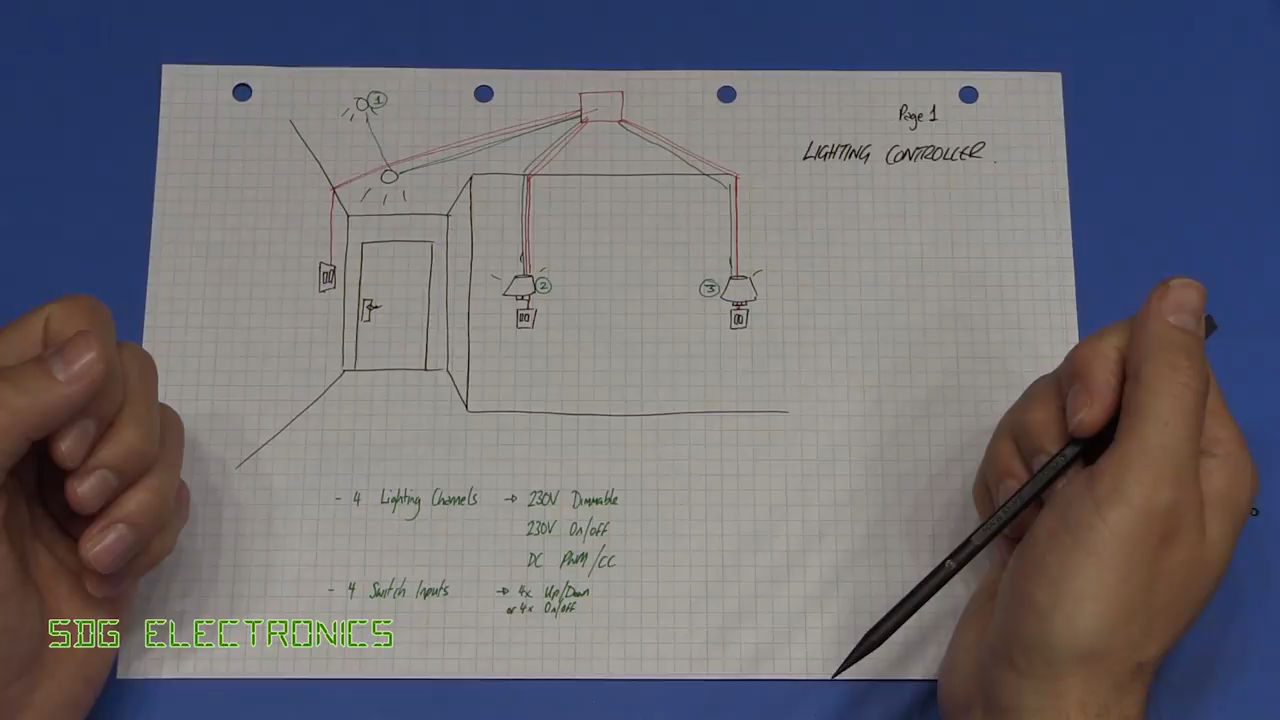 Page 1
LIGHTING CONTROLLER.
1
2
3
- 4 Lighting Channels → 230V Dimmable
230V On/Off
DC PWM/CC
- 4 Switch Inputs → 4x Up/Down
or 4x On/Off
SDG ELECTRONICS